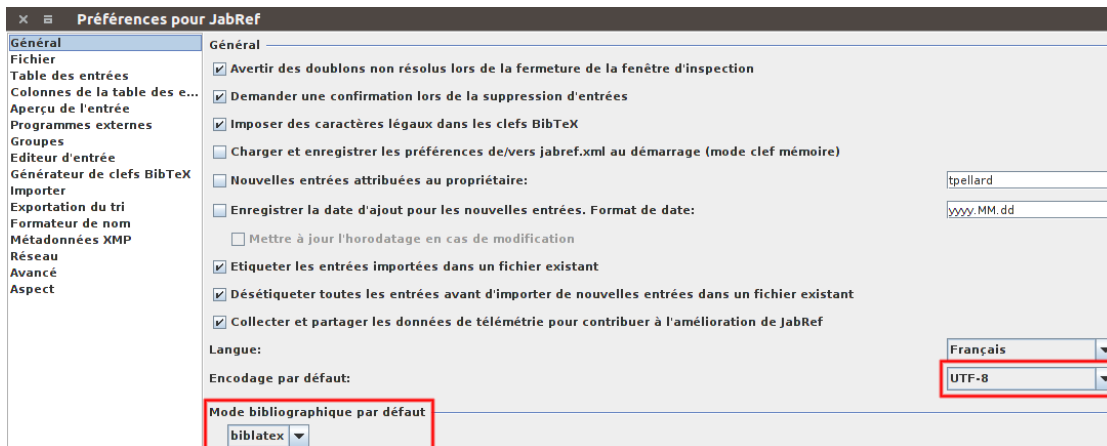 Préférences pour JabRef
Général
Fichier
Table des entrées
Colonnes de la table des e...
Aperçu de l'entrée
Programmes externes
Groupes
Editeur d'entrée
Générateur de clefs BibTeX
Importer
Exportation du tri
Formateur de nom
Métadonnées XMP
Réseau
Avancé
Aspect
Général
Avertir des doublons non résolus lors de la fermeture de la fenêtre d'inspection
Demander une confirmation lors de la suppression d'entrées
Imposer des caractères légaux dans les clefs BibTeX
Charger et enregistrer les préférences de/vers jabref.xml au démarrage (mode clef mémoire)
Nouvelles entrées attribuées au propriétaire: tpellard
Enregistrer la date d'ajout pour les nouvelles entrées. Format de date: yyyy.MM.dd
Mettre à jour l'horodatage en cas de modification
Etiqueter les entrées importées dans un fichier existant
Désétiqueter toutes les entrées avant d'importer de nouvelles entrées dans un fichier existant
Collecter et partager les données de télémétrie pour contribuer à l'amélioration de JabRef
Langue: Français
Encodage par défaut: UTF-8
Mode bibliographique par défaut
biblatex